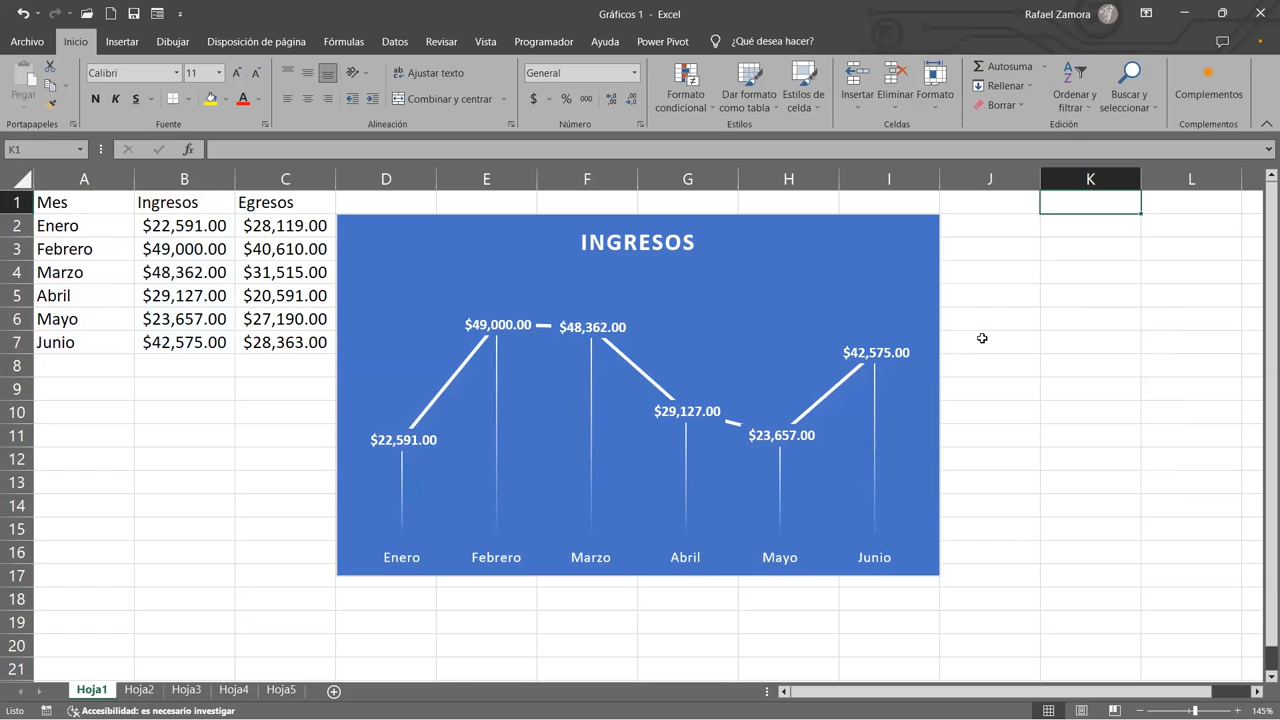 Gráficos 1 - Excel
Rafael Zamora
Archivo Inicio Insertar Dibujar Disposición de página Fórmulas Datos Revisar Vista Programador Ayuda Power Pivot ¿Qué desea hacer?
Pegar
Calibri 11
N K S
Ajustar texto
Combinar y centrar
General
$ % 000
Formato condicional
Dar formato como tabla
Estilos de celda
Insertar Eliminar Formato
Autosuma
Rellenar
Borrar
Ordenar y filtrar
Buscar y seleccionar
Complementos
Portapapeles Fuente Alineación Número Estilos Celdas Edición Complementos
K1 fx
A B C D E F G H I J K L
1 Mes Ingresos Egresos
2 Enero $22,591.00 $28,119.00
3 Febrero $49,000.00 $40,610.00
4 Marzo $48,362.00 $31,515.00
5 Abril $29,127.00 $20,591.00
6 Mayo $23,657.00 $27,190.00
7 Junio $42,575.00 $28,363.00
8
9
10
11
12
13
14
15
16
17
18
19
20
21
INGRESOS
$49,000.00 $48,362.00
$42,575.00
$29,127.00
$23,657.00
$22,591.00
Enero Febrero Marzo Abril Mayo Junio
Hoja1 Hoja2 Hoja3 Hoja4 Hoja5
Listo Accesibilidad: es necesario investigar 145%